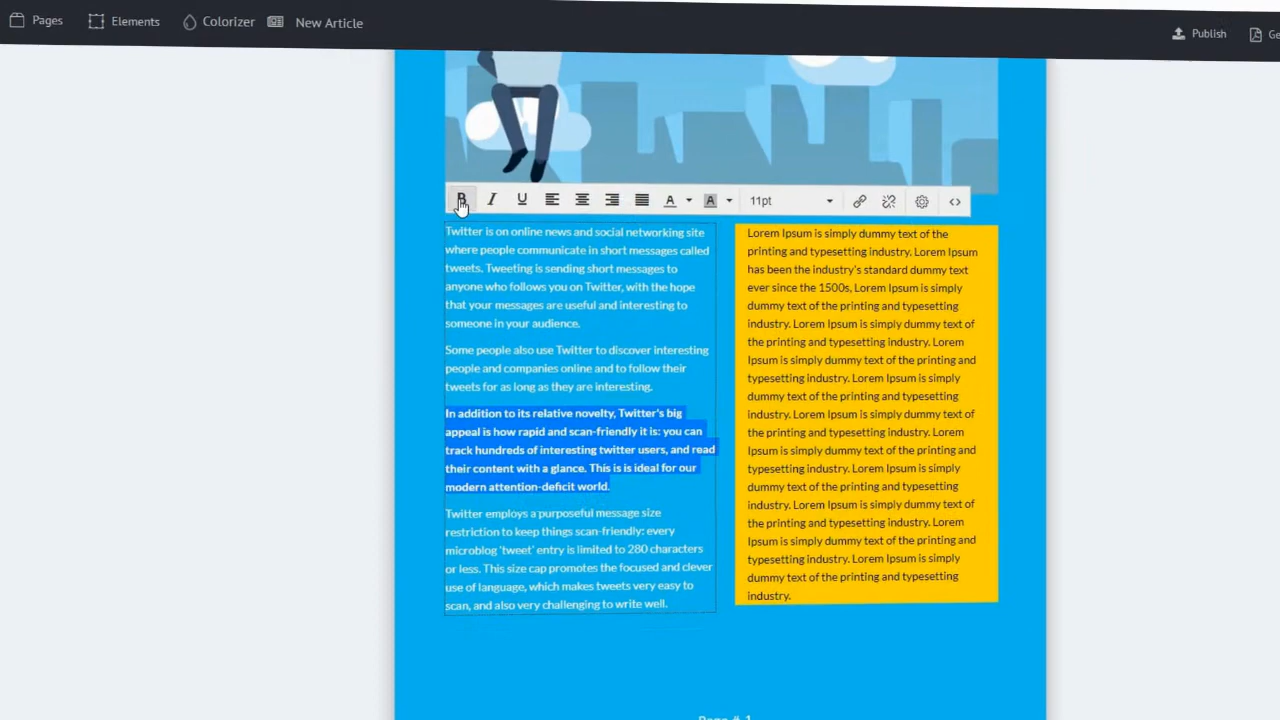 Pages Elements Colorizer New Article Publish
B I U A A 11pt
Twitter is on online news and social networking site
where people communicate in short messages called
tweets. Tweeting is sending short messages to
anyone who follows you on Twitter, with the hope
that your messages are useful and interesting to
someone in your audience.
Some people also use Twitter to discover interesting
people and companies online and to follow their
tweets for as long as they are interesting.
In addition to its relative novelty, Twitter's big
appeal is how rapid and scan-friendly it is: you can
track hundreds of interesting twitter users, and read
their content with a glance. This is is ideal for our
modern attention-deficit world.
Twitter employs a purposeful message size
restriction to keep things scan-friendly: every
microblog 'tweet' entry is limited to 280 characters
or less. This size cap promotes the focused and clever
use of language, which makes tweets very easy to
scan, and also very challenging to write well.
Lorem Ipsum is simply dummy text of the
printing and typesetting industry. Lorem Ipsum
has been the industry's standard dummy text
ever since the 1500s, Lorem Ipsum is simply
dummy text of the printing and typesetting
industry. Lorem Ipsum is simply dummy text of
the printing and typesetting industry. Lorem
Ipsum is simply dummy text of the printing and
typesetting industry. Lorem Ipsum is simply
dummy text of the printing and typesetting
industry. Lorem Ipsum is simply dummy text of
the printing and typesetting industry. Lorem
Ipsum is simply dummy text of the printing and
typesetting industry. Lorem Ipsum is simply
dummy text of the printing and typesetting
industry. Lorem Ipsum is simply dummy text of
the printing and typesetting industry. Lorem
Ipsum is simply dummy text of the printing and
typesetting industry. Lorem Ipsum is simply
dummy text of the printing and typesetting
industry.
Page # 1